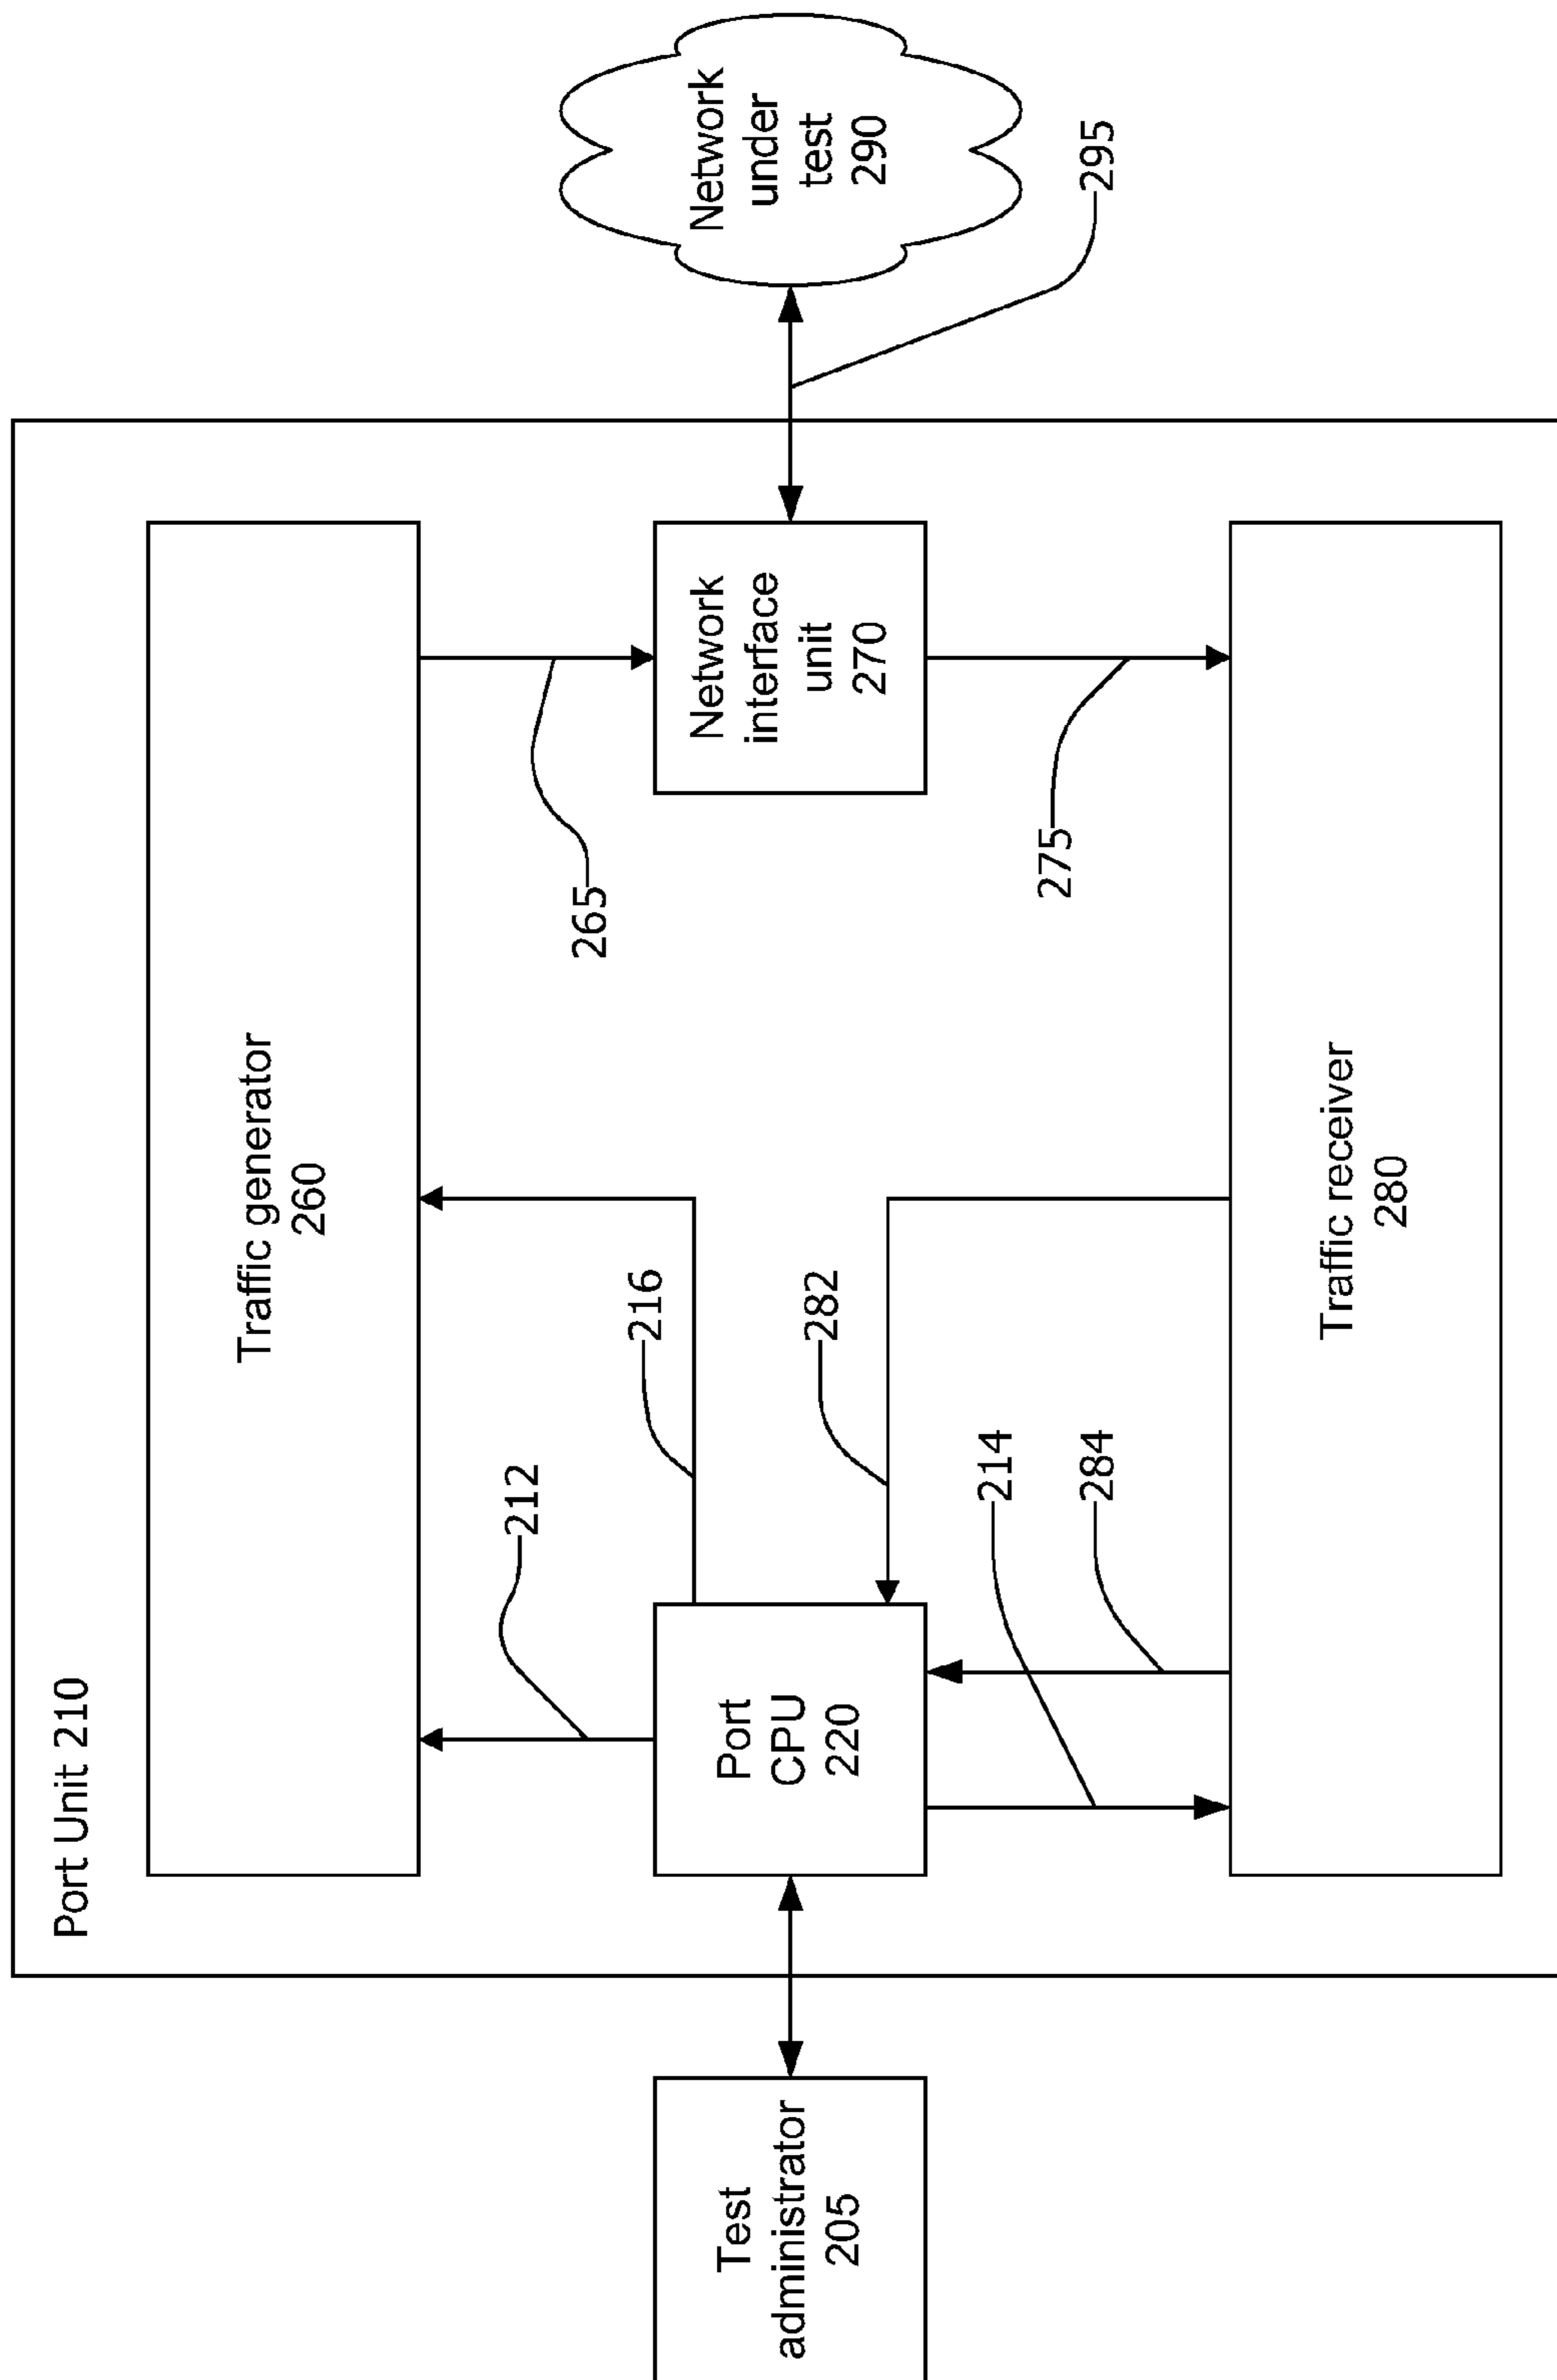 Port Unit 210
Traffic generator
260
212
216
265
Test
administrator
205
Port
CPU
220
Network
interface
unit
270
Network
under
test
290
282
214
284
275
295
Traffic receiver
280